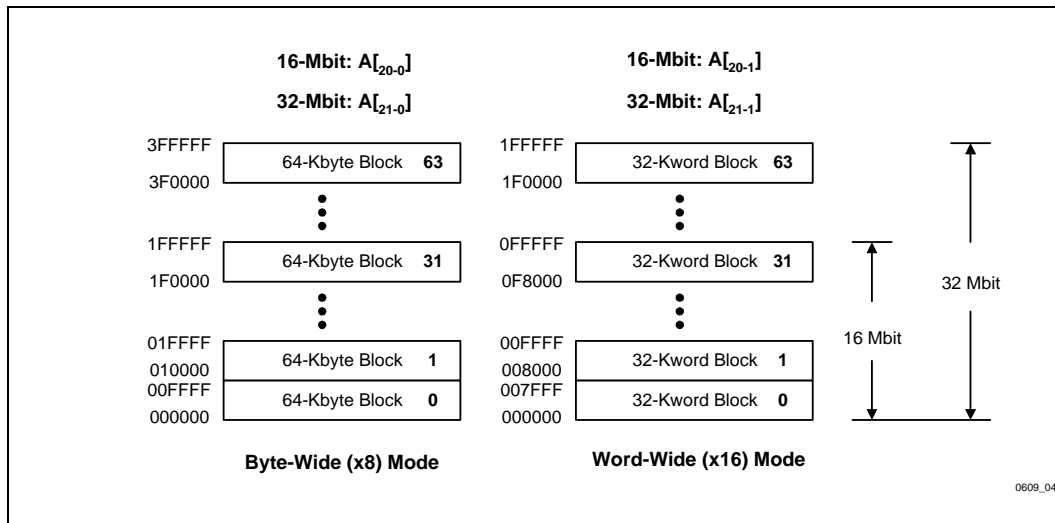 16-Mbit: A[20-0]
32-Mbit: A[21-0]
16-Mbit: A[20-1]
32-Mbit: A[21-1]
3FFFFF
64-Kbyte Block 63
3F0000
1FFFFF
64-Kbyte Block 31
1F0000
01FFFF
64-Kbyte Block 1
010000
00FFFF
64-Kbyte Block 0
000000
Byte-Wide (x8) Mode
1FFFFF
32-Kword Block 63
1F0000
0FFFFF
32-Kword Block 31
0F8000
00FFFF
32-Kword Block 1
008000
007FFF
32-Kword Block 0
000000
Word-Wide (x16) Mode
16 Mbit
32 Mbit
0609_04